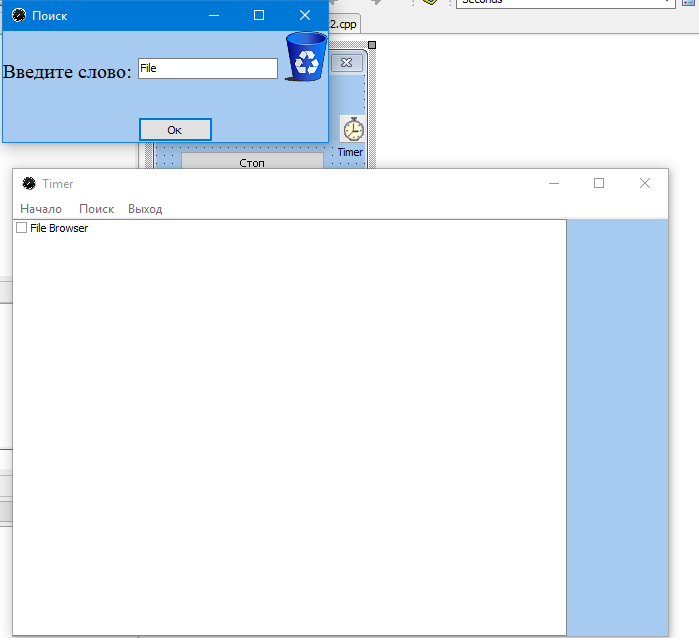 Seconds
Поиск
2.cpp
Введите слово:
File
Ок
Timer
Стоп
Timer
Начало Поиск Выход
File Browser